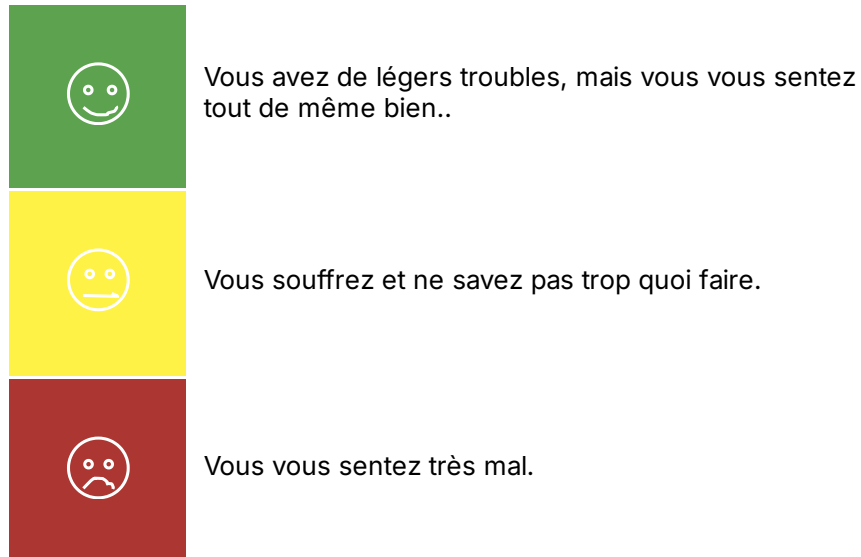 Vous avez de légers troubles, mais vous vous sentez
tout de même bien..
Vous souffrez et ne savez pas trop quoi faire.
Vous vous sentez très mal.